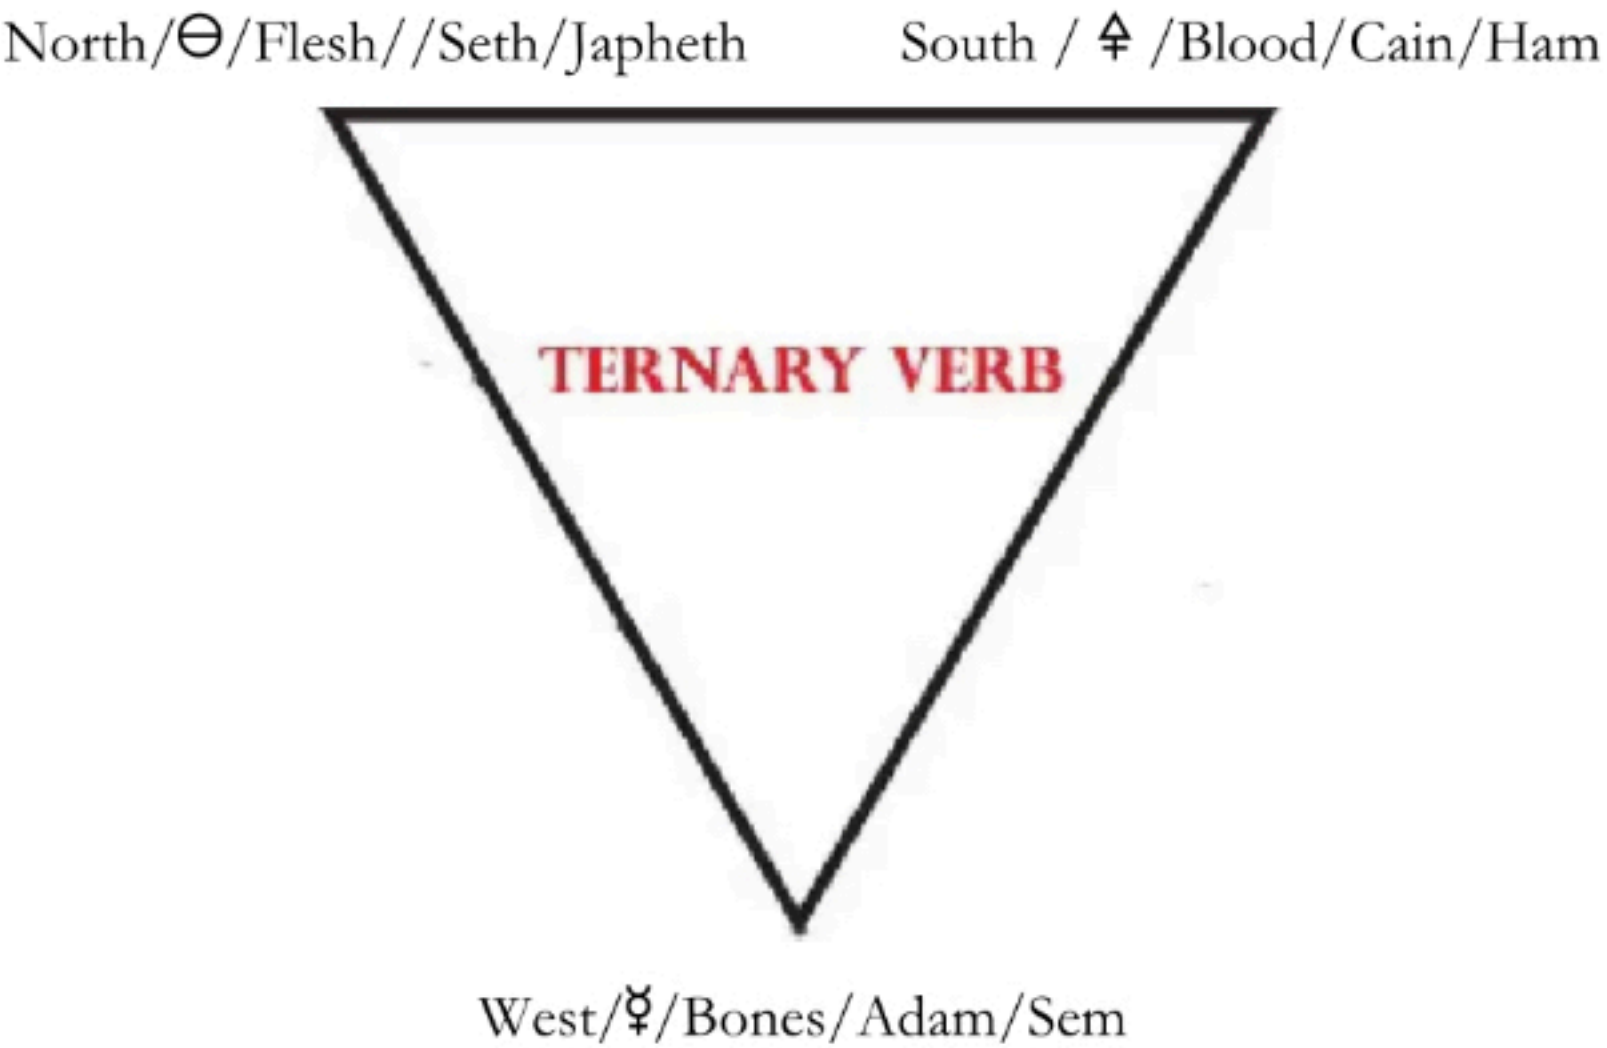 North/🜔/Flesh//Seth/Japheth
South / 🜍 /Blood/Cain/Ham
TERNARY VERB
West/☿/Bones/Adam/Sem